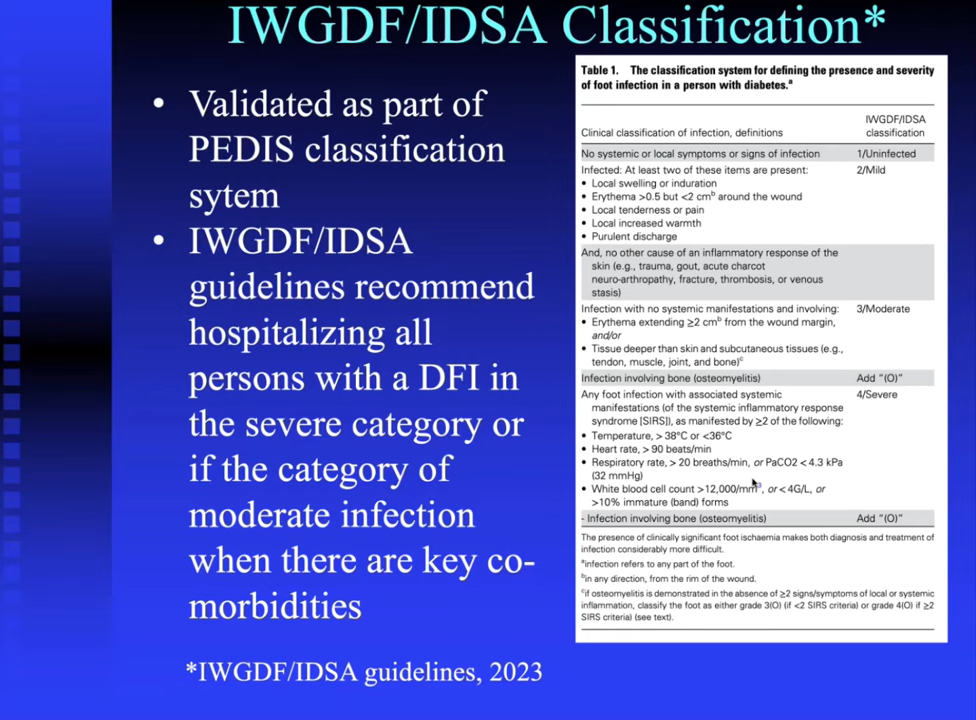 IWGDF/IDSA Classification*
• Validated as part of
PEDIS classification
sytem
• IWGDF/IDSA
guidelines recommend
hospitalizing all
persons with a DFI in
the severe category or
if the category of
moderate infection
when there are key co-
morbidities
*IWGDF/IDSA guidelines, 2023
Table 1. The classification system for defining the presence and severity
of foot infection in a person with diabetes.ᵃ
Clinical classification of infection, definitions IWGDF/IDSA classification
No systemic or local symptoms or signs of infection 1/Uninfected
Infected: At least two of these items are present: 2/Mild
• Local swelling or induration
• Erythema >0.5 but <2 cmᵇ around the wound
• Local tenderness or pain
• Local increased warmth
• Purulent discharge
And, no other cause of an inflammatory response of the
skin (e.g., trauma, gout, acute charcot
neuro-arthropathy, fracture, thrombosis, or venous
stasis)
Infection with no systemic manifestations and involving: 3/Moderate
• Erythema extending ≥2 cmᵇ from the wound margin,
and/or
• Tissue deeper than skin and subcutaneous tissues (e.g.,
tendon, muscle, joint, and bone)ᶜ
Infection involving bone (osteomyelitis) Add "(O)"
Any foot infection with associated systemic 4/Severe
manifestations (of the systemic inflammatory response
syndrome [SIRS]), as manifested by ≥2 of the following:
• Temperature, > 38°C or <36°C
• Heart rate, > 90 beats/min
• Respiratory rate, > 20 breaths/min, or PaCO2 < 4.3 kPa
(32 mmHg)
• White blood cell count >12,000/mm³, or < 4G/L, or
>10% immature (band) forms
- Infection involving bone (osteomyelitis) Add "(O)"
The presence of clinically significant foot ischaemia makes both diagnosis and treatment of
infection considerably more difficult.
ᵃinfection refers to any part of the foot.
ᵇin any direction, from the rim of the wound.
ᶜif osteomyelitis is demonstrated in the absence of ≥2 signs/symptoms of local or systemic
inflammation, classify the foot as either grade 3(O) (if <2 SIRS criteria) or grade 4(O) if ≥2
SIRS criteria) (see text).